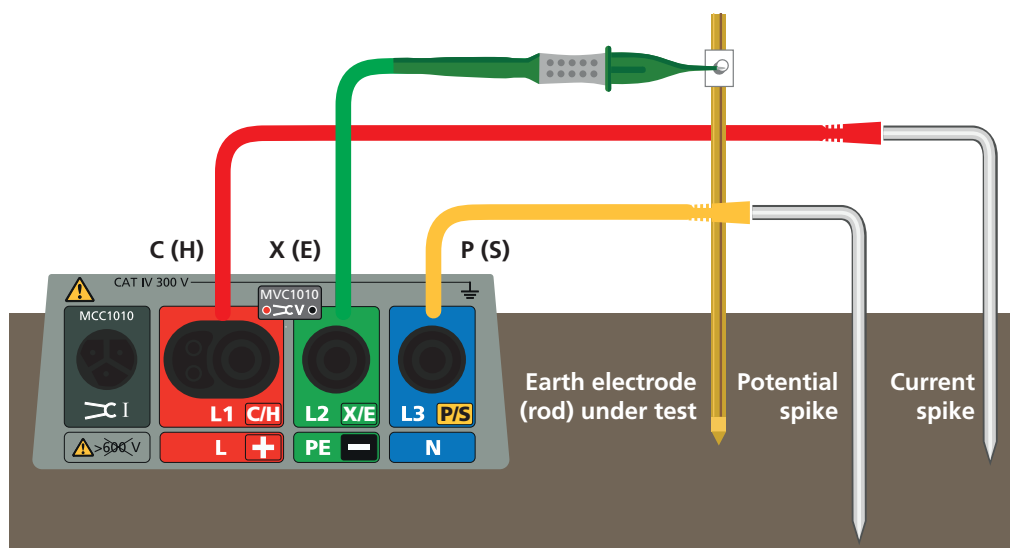 C (H)
X (E)
P (S)
CAT IV 300 V
MVC1010
V
MCC1010
I
L1 C/H
L2 X/E
L3 P/S
>600 V
L +
PE −
N
Earth electrode
(rod) under test
Potential
spike
Current
spike